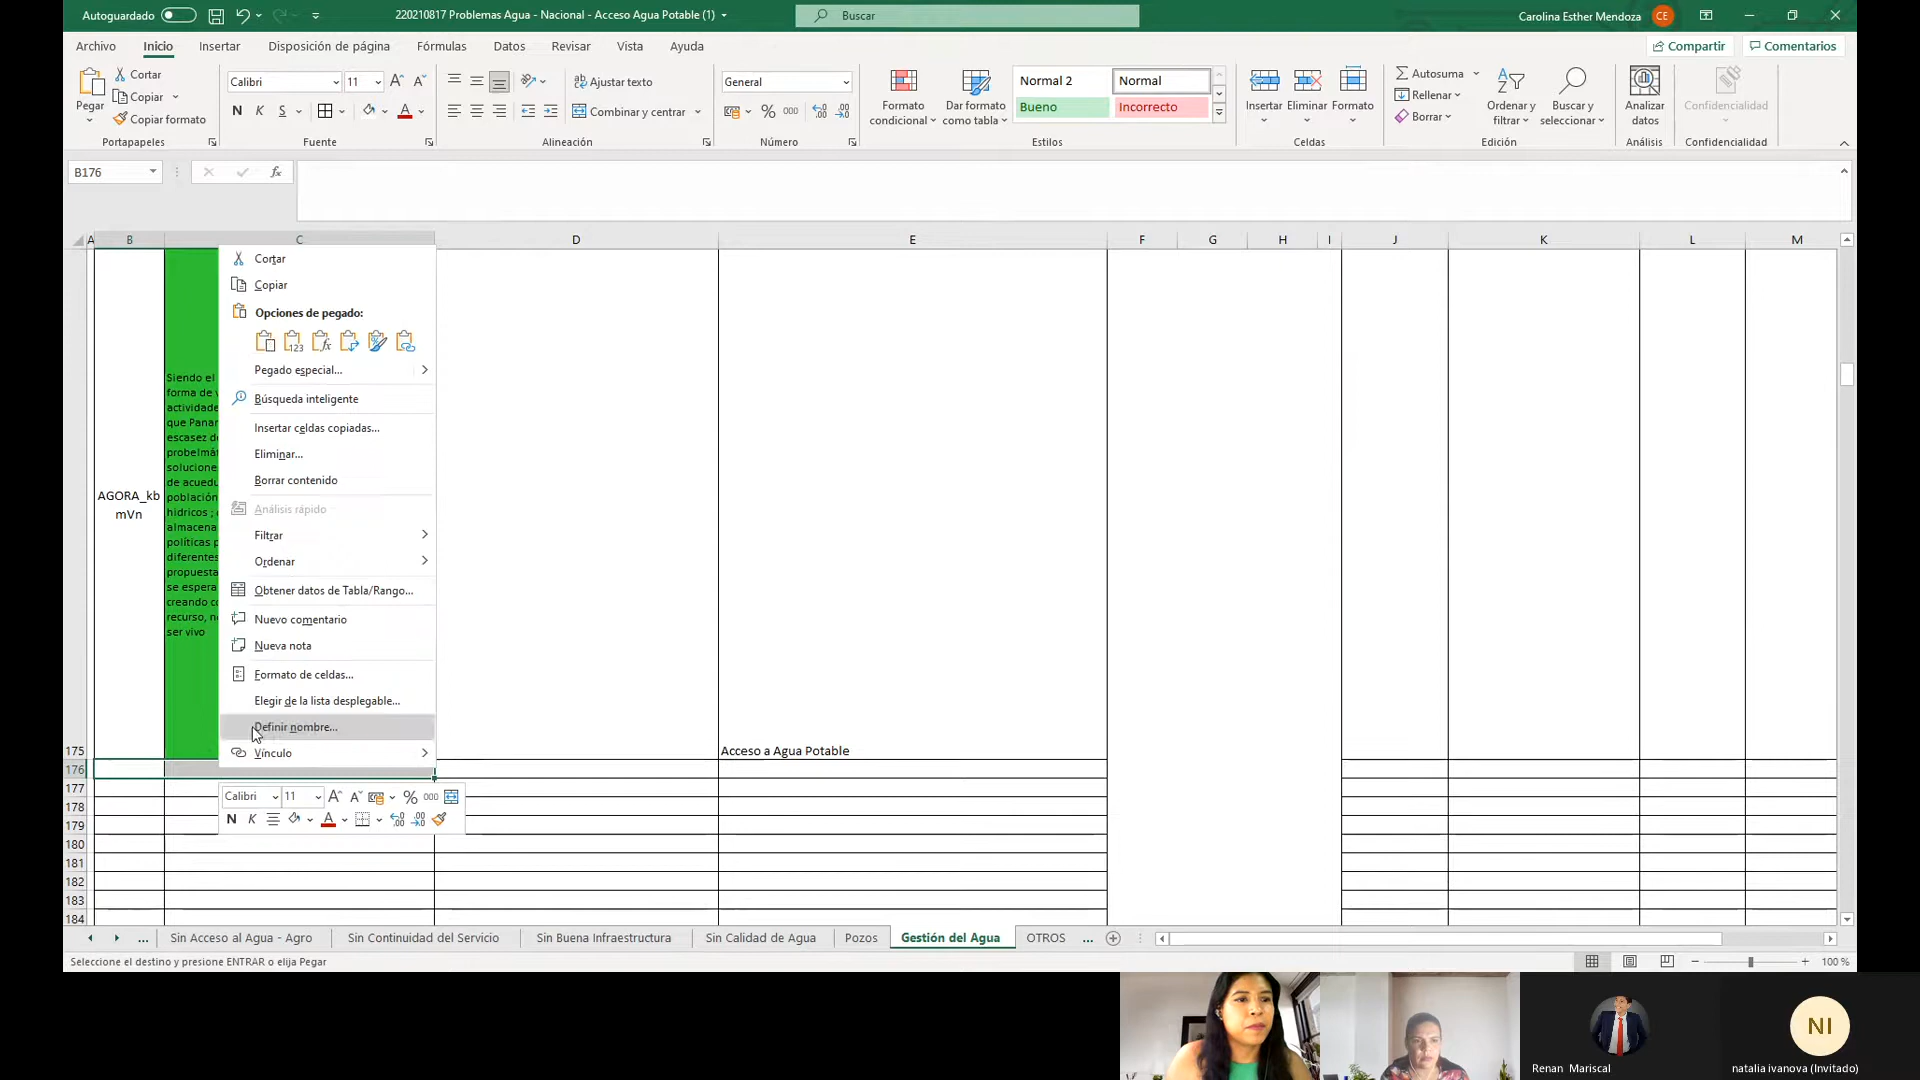 Autoguardado
220210817 Problemas Agua - Nacional - Acceso Agua Potable (1)
Buscar
Carolina Esther Mendoza
CE
Archivo
Inicio
Insertar
Disposición de página
Fórmulas
Datos
Revisar
Vista
Ayuda
Compartir
Comentarios
Pegar
Cortar
Copiar
Copiar formato
Portapapeles
Calibri
11
N K S
Fuente
Ajustar texto
Combinar y centrar
Alineación
General
% 000
Número
Formato
condicional
Dar formato
como tabla
Normal 2
Normal
Bueno
Incorrecto
Estilos
Insertar
Eliminar
Formato
Celdas
Autosuma
Rellenar
Borrar
Ordenar y
filtrar
Buscar y
seleccionar
Edición
Analizar
datos
Análisis
Confidencialidad
Confidencialidad
B176
fx
A B C D E F G H I J K L M
AGORA_kb
mVn
Siendo el
forma de v
actividade
que Panar
escasez de
probelmát
soluciones
de acuedu
población
hídricos ; c
almacena
políticas p
diferentes
propuesta
se espera
creando co
recurso, no
ser vivo
Cortar
Copiar
Opciones de pegado:
Pegado especial...
Búsqueda inteligente
Insertar celdas copiadas...
Eliminar...
Borrar contenido
Análisis rápido
Filtrar
Ordenar
Obtener datos de Tabla/Rango...
Nuevo comentario
Nueva nota
Formato de celdas...
Elegir de la lista desplegable...
Definir nombre...
Vínculo
Acceso a Agua Potable
175
176
177
178
179
180
181
182
183
184
Calibri
11
% 000
N K
Sin Acceso al Agua - Agro
Sin Continuidad del Servicio
Sin Buena Infraestructura
Sin Calidad de Agua
Pozos
Gestión del Agua
OTROS
Seleccione el destino y presione ENTRAR o elija Pegar
100 %
NI
Renan Mariscal
natalia ivanova (Invitado)